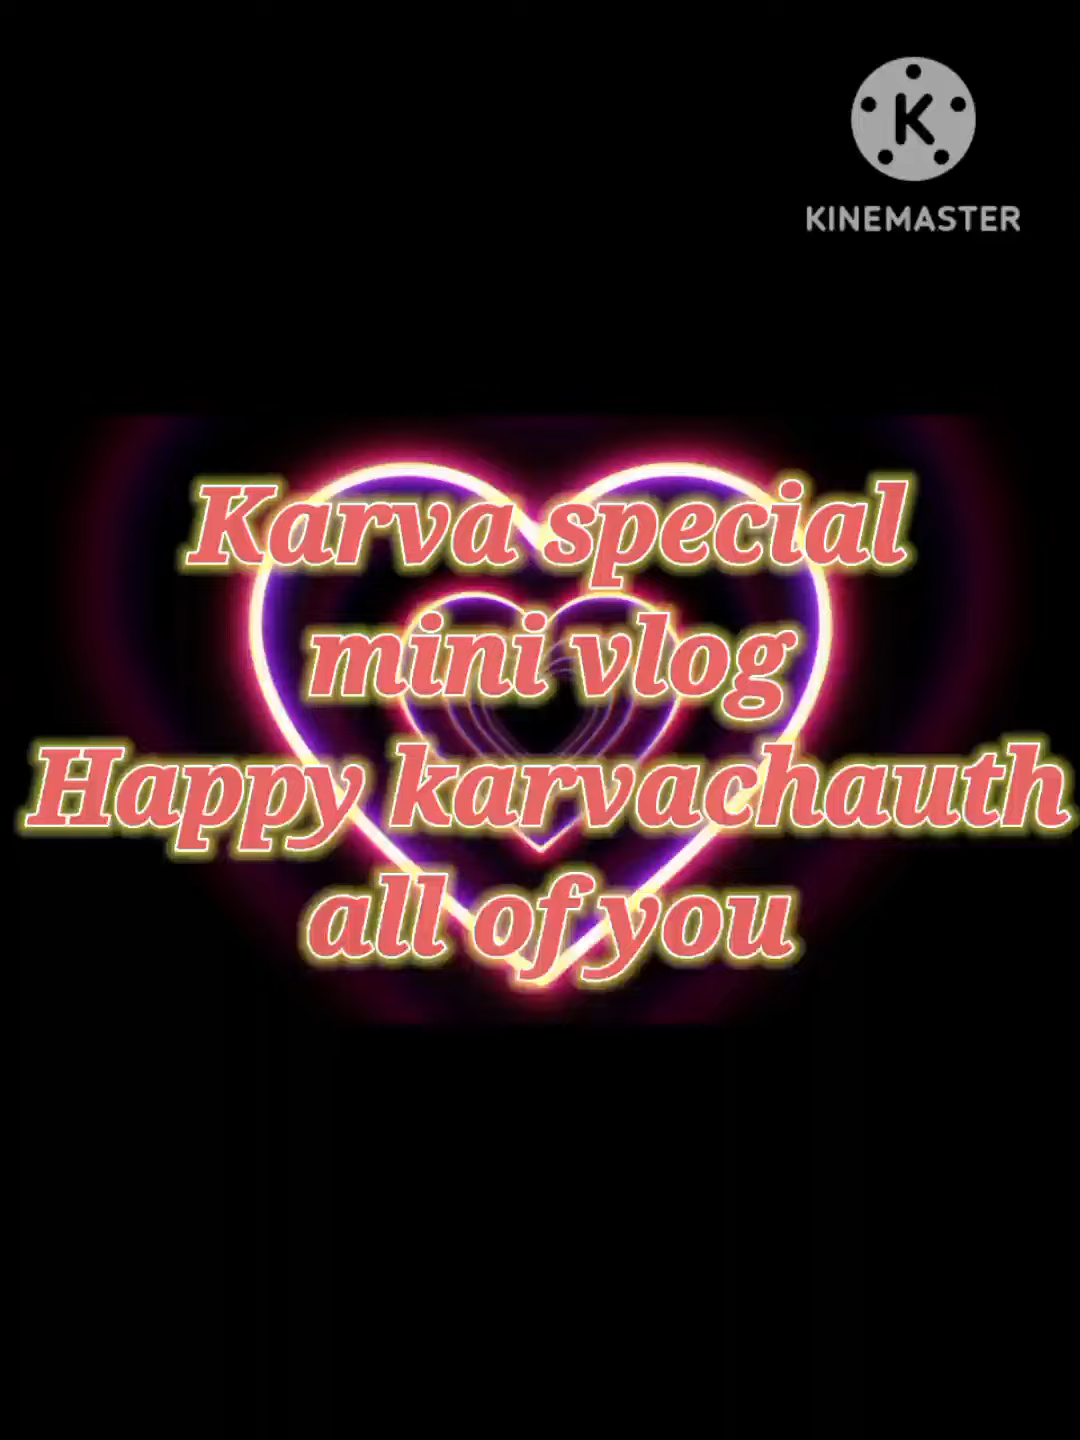 K
KINEMASTER
Karva special
mini vlog
Happy karvachauth
all of you